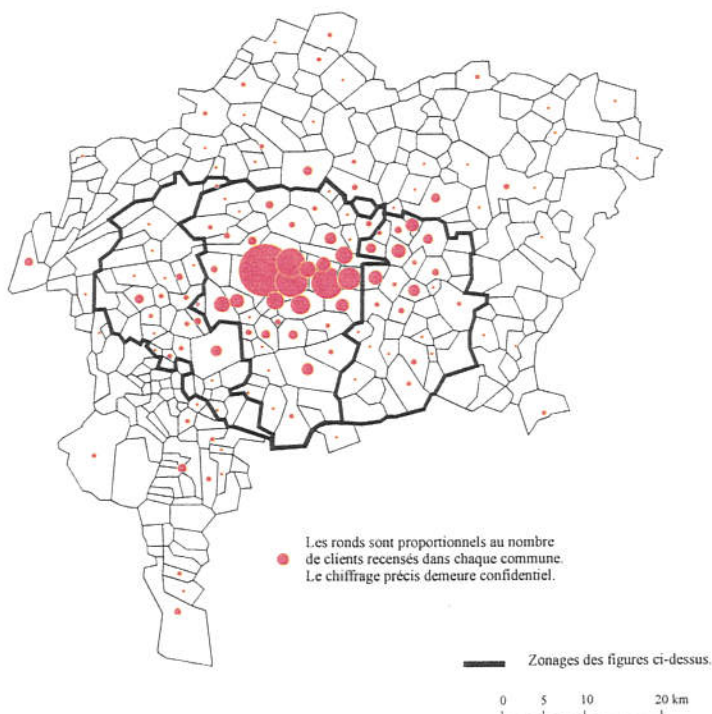 Les ronds sont proportionnels au nombre
de clients recensés dans chaque commune.
Le chiffrage précis demeure confidentiel.
Zonages des figures ci-dessus.
0 5 10 20 km